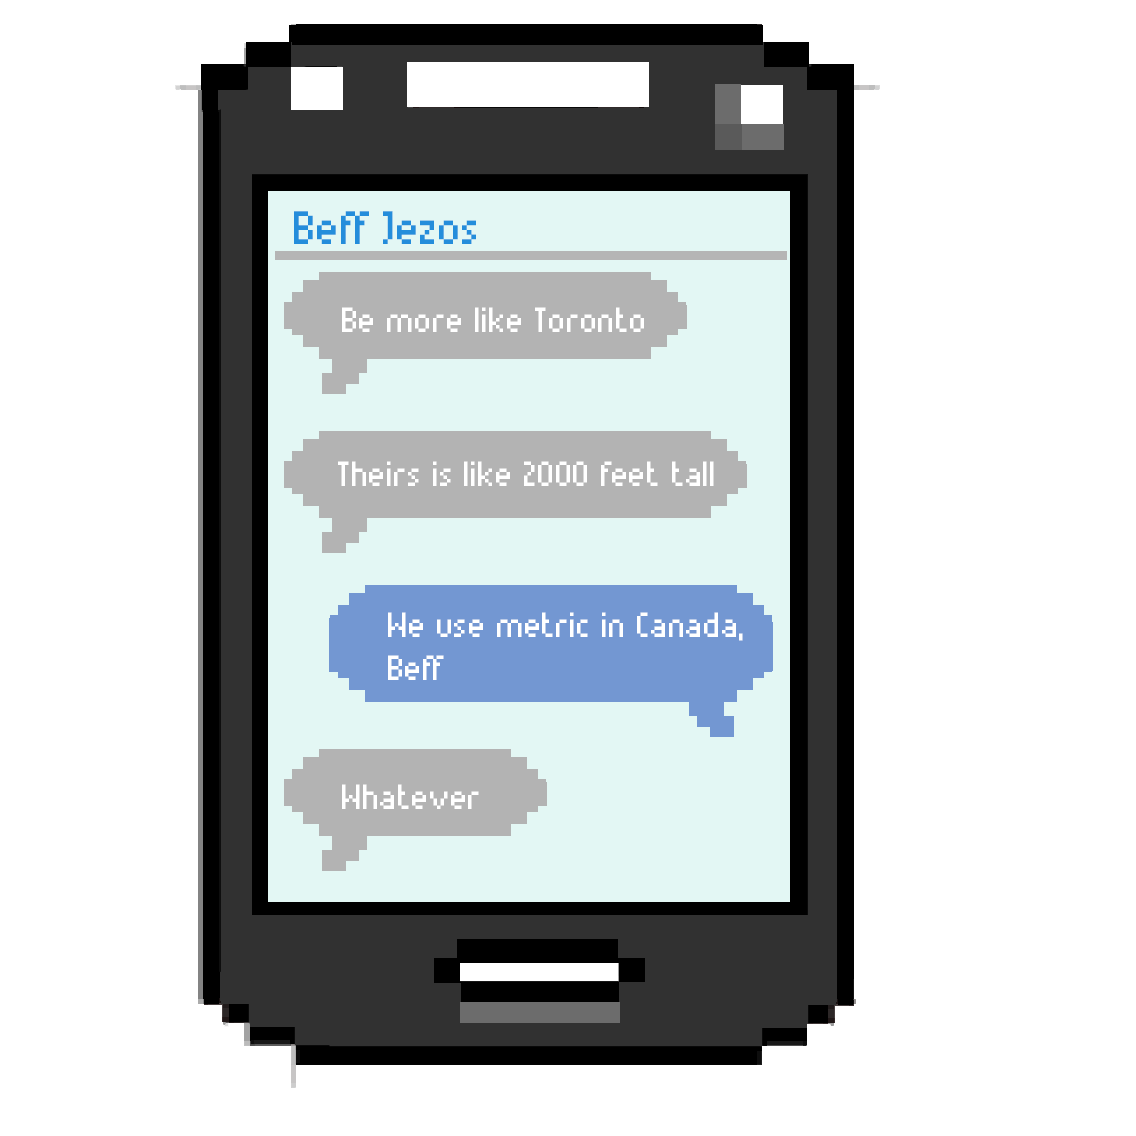 Beff Jezos
Be more like Toronto
Theirs is like 2000 feet tall
We use metric in Canada,
Beff
Whatever